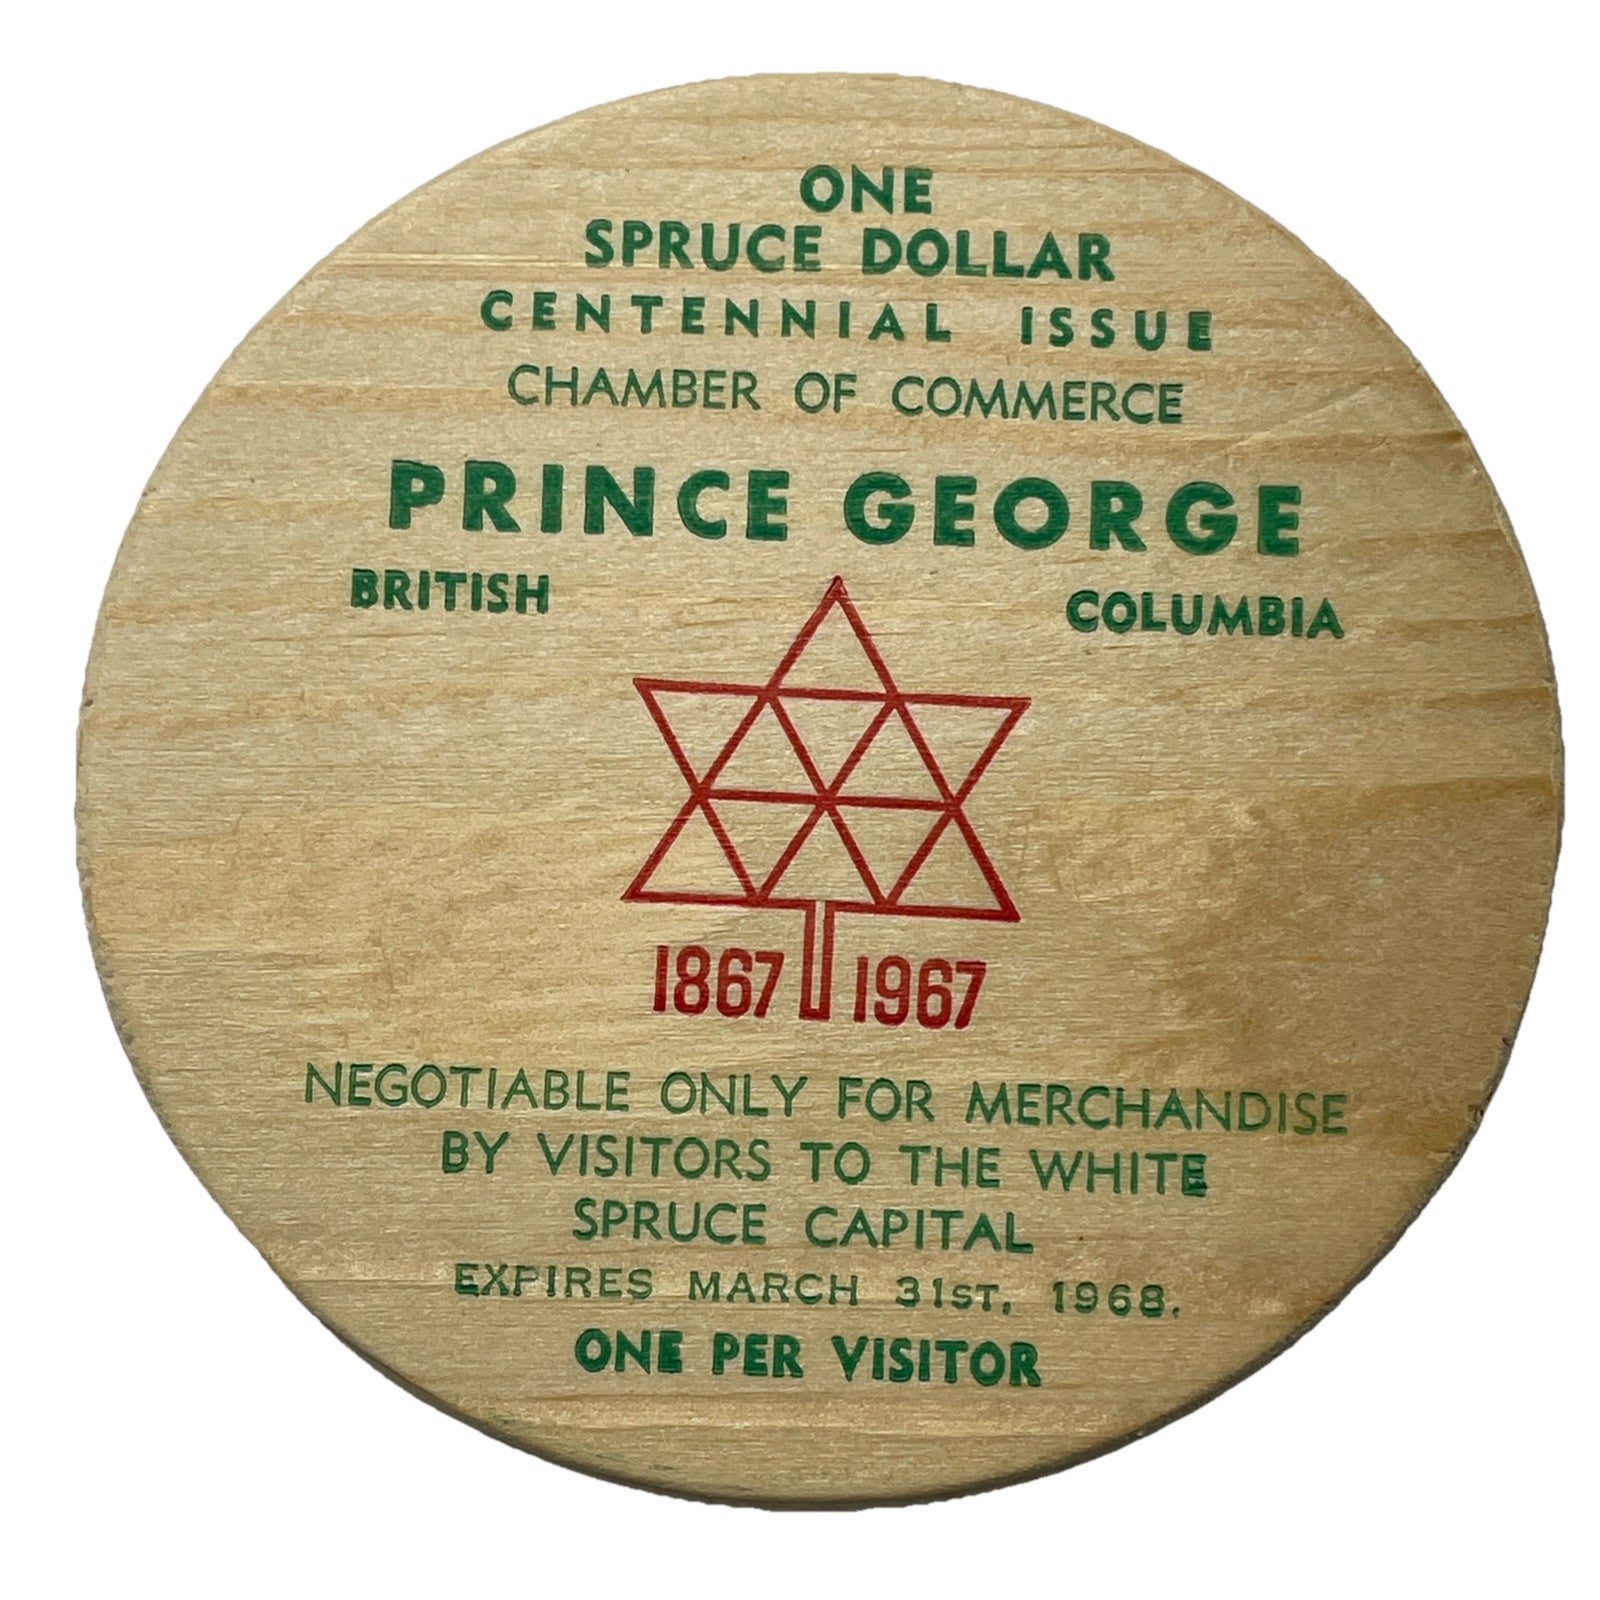 ONE
SPRUCE DOLLAR
CENTENNIAL ISSUE
CHAMBER OF COMMERCE
PRINCE GEORGE
BRITISH COLUMBIA
1867 1967
NEGOTIABLE ONLY FOR MERCHANDISE
BY VISITORS TO THE WHITE
SPRUCE CAPITAL
EXPIRES MARCH 31ST, 1968.
ONE PER VISITOR